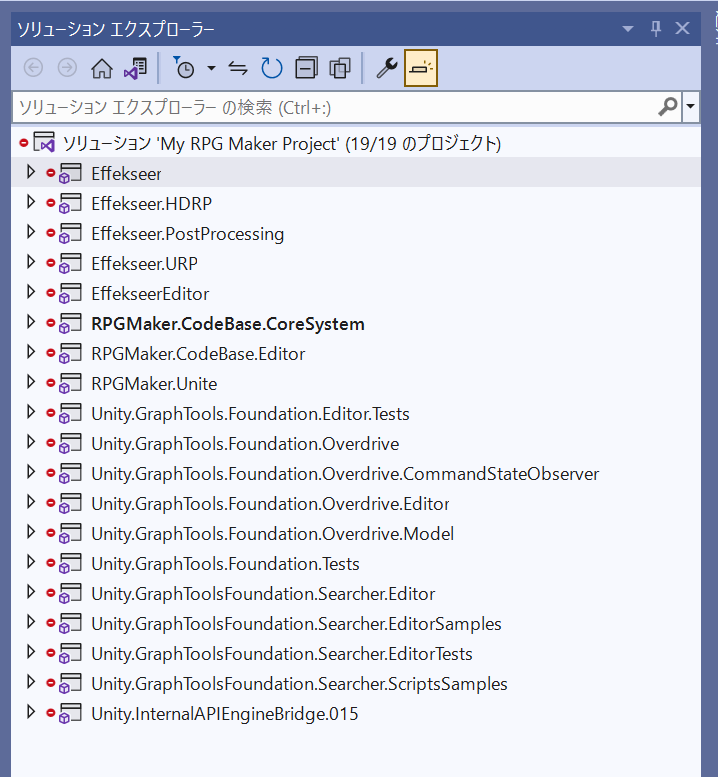 ソリューション エクスプローラー
ソリューション エクスプローラー の検索 (Ctrl+:)
ソリューション 'My RPG Maker Project' (19/19 のプロジェクト)
Effekseer
Effekseer.HDRP
Effekseer.PostProcessing
Effekseer.URP
EffekseerEditor
RPGMaker.CodeBase.CoreSystem
RPGMaker.CodeBase.Editor
RPGMaker.Unite
Unity.GraphTools.Foundation.Editor.Tests
Unity.GraphTools.Foundation.Overdrive
Unity.GraphTools.Foundation.Overdrive.CommandStateObserver
Unity.GraphTools.Foundation.Overdrive.Editor
Unity.GraphTools.Foundation.Overdrive.Model
Unity.GraphTools.Foundation.Tests
Unity.GraphToolsFoundation.Searcher.Editor
Unity.GraphToolsFoundation.Searcher.EditorSamples
Unity.GraphToolsFoundation.Searcher.EditorTests
Unity.GraphToolsFoundation.Searcher.ScriptsSamples
Unity.InternalAPIEngineBridge.015